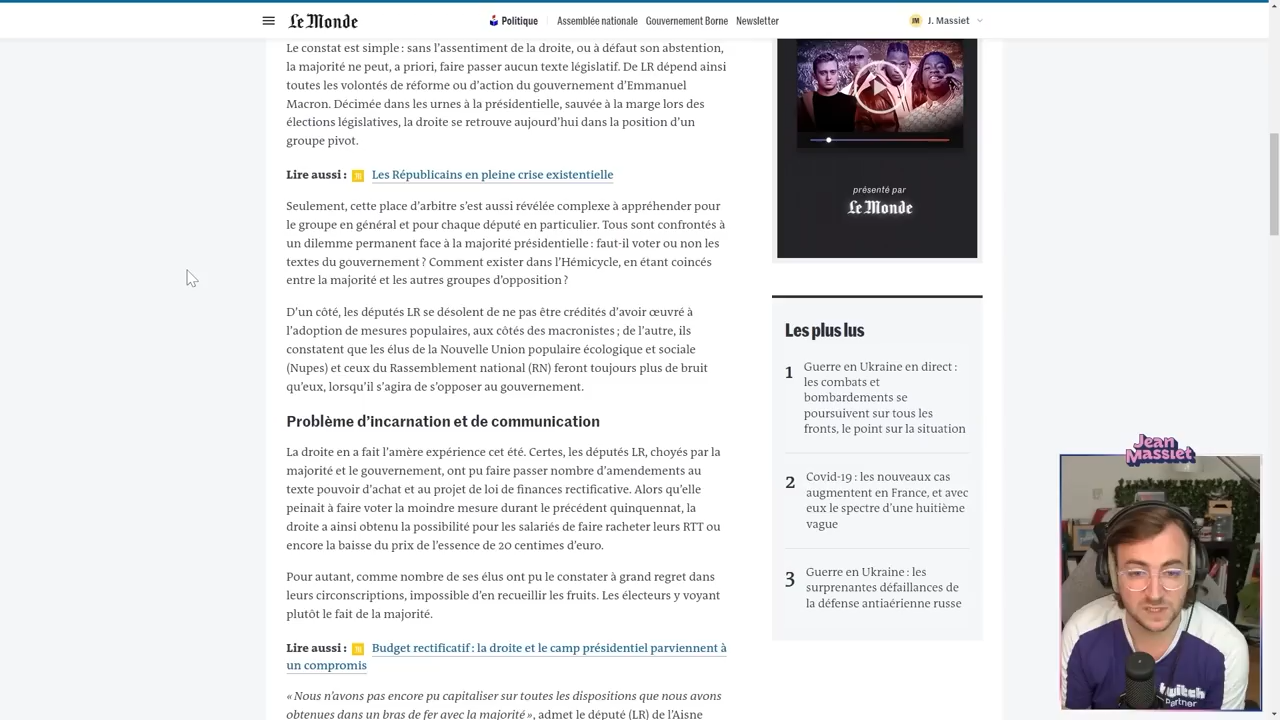 Le Monde
Politique
Assemblée nationale
Gouvernement Borne
Newsletter
JM
J. Massiet
Le constat est simple : sans l’assentiment de la droite, ou à défaut son abstention,
la majorité ne peut, a priori, faire passer aucun texte législatif. De LR dépend ainsi
toutes les volontés de réforme ou d’action du gouvernement d’Emmanuel
Macron. Décimée dans les urnes à la présidentielle, sauvée à la marge lors des
élections législatives, la droite se retrouve aujourd’hui dans la position d’un
groupe pivot.
Lire aussi : Les Républicains en pleine crise existentielle
Seulement, cette place d’arbitre s’est aussi révélée complexe à appréhender pour
le groupe en général et pour chaque député en particulier. Tous sont confrontés à
un dilemme permanent face à la majorité présidentielle : faut-il voter ou non les
textes du gouvernement ? Comment exister dans l’Hémicycle, en étant coincés
entre la majorité et les autres groupes d’opposition ?
D’un côté, les députés LR se désolent de ne pas être crédités d’avoir œuvré à
l’adoption de mesures populaires, aux côtés des macronistes ; de l’autre, ils
constatent que les élus de la Nouvelle Union populaire écologique et sociale
(Nupes) et ceux du Rassemblement national (RN) feront toujours plus de bruit
qu’eux, lorsqu’il s’agira de s’opposer au gouvernement.
Problème d’incarnation et de communication
La droite en a fait l’amère expérience cet été. Certes, les députés LR, choyés par la
majorité et le gouvernement, ont pu faire passer nombre d’amendements au
texte pouvoir d’achat et au projet de loi de finances rectificative. Alors qu’elle
peinait à faire voter la moindre mesure durant le précédent quinquennat, la
droite a ainsi obtenu la possibilité pour les salariés de faire racheter leurs RTT ou
encore la baisse du prix de l’essence de 20 centimes d’euro.
Pour autant, comme nombre de ses élus ont pu le constater à grand regret dans
leurs circonscriptions, impossible d’en recueillir les fruits. Les électeurs y voyant
plutôt le fait de la majorité.
Lire aussi : Budget rectificatif : la droite et le camp présidentiel parviennent à
un compromis
« Nous n’avons pas encore pu capitaliser sur toutes les dispositions que nous avons
obtenues dans un bras de fer avec la majorité », admet le député (LR) de l’Aisne
présenté par
Le Monde
Les plus lus
1
Guerre en Ukraine en direct :
les combats et
bombardements se
poursuivent sur tous les
fronts, le point sur la situation
2
Covid-19 : les nouveaux cas
augmentent en France, et avec
eux le spectre d’une huitième
vague
3
Guerre en Ukraine : les
surprenantes défaillances de
la défense antiaérienne russe
Jean
Massiet
twitch
Partner